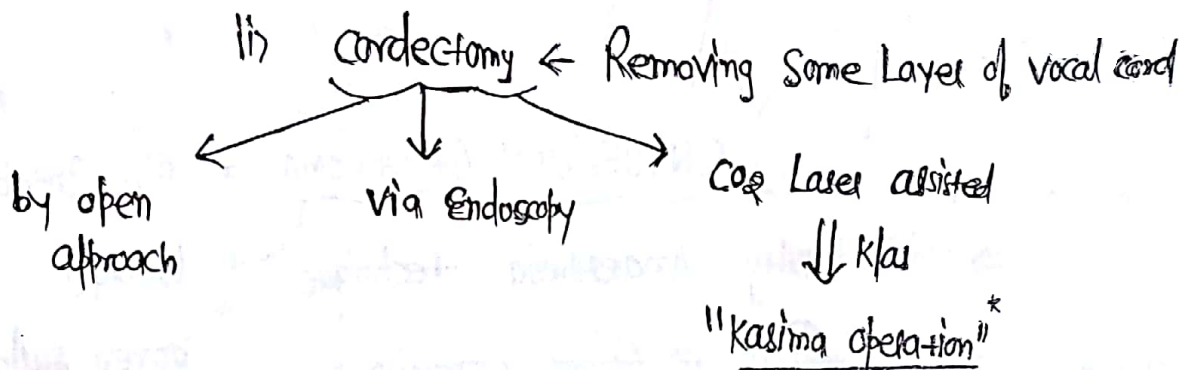 ii) cordectomy ← Removing Some Layer of vocal cord
by open approach
via Endoscopy
CO2 Laser assisted
⇓ K/as
"Kasima operation"*